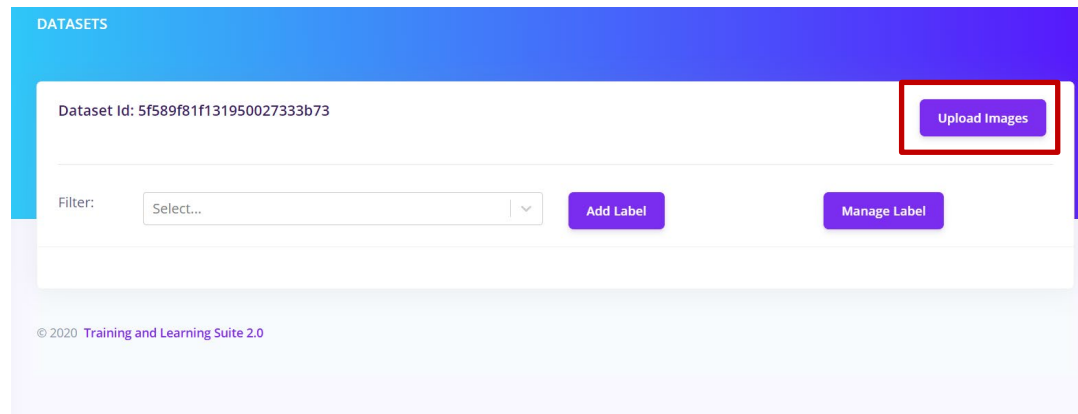 DATASETS
Dataset Id: 5f589f81f131950027333b73
Upload Images
Filter:
Select...
Add Label
Manage Label
© 2020 Training and Learning Suite 2.0